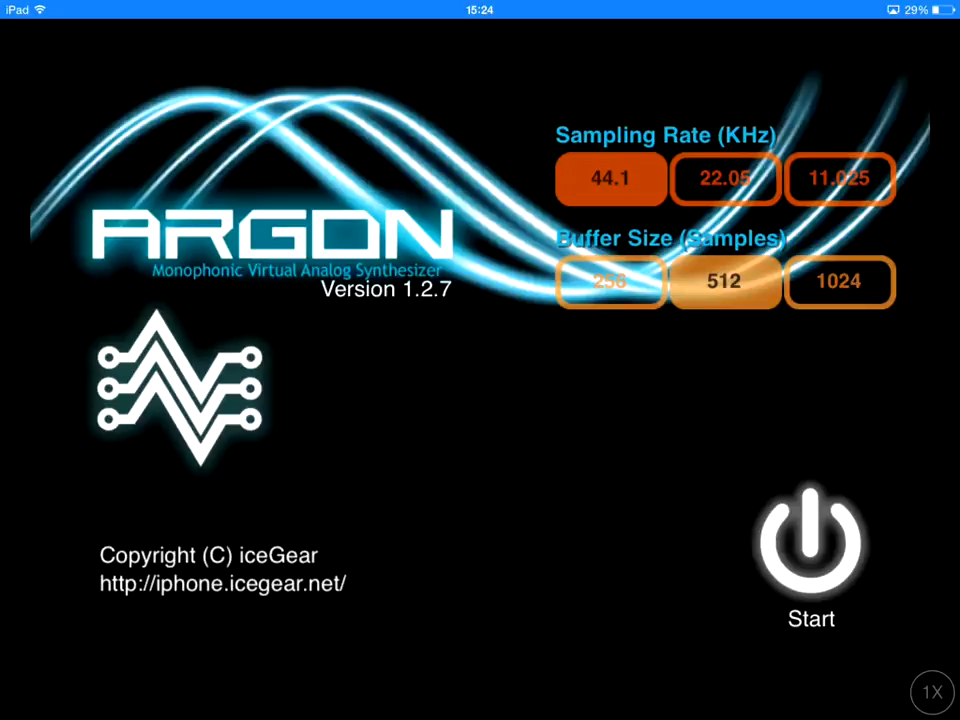 iPad
15:24
29%
Sampling Rate (KHz)
44.1 22.05 11.025
ARGON
Buffer Size (Samples)
Monophonic Virtual Analog Synthesizer
Version 1.2.7
256 512 1024
Copyright (C) iceGear
http://iphone.icegear.net/
Start
1X